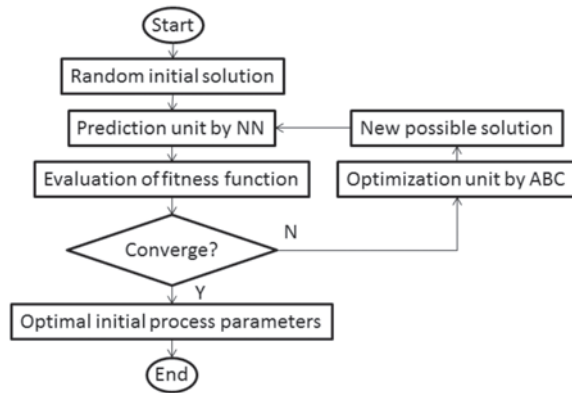 Start
Random initial solution
Prediction unit by NN
New possible solution
Evaluation of fitness function
Optimization unit by ABC
Converge?
N
Y
Optimal initial process parameters
End